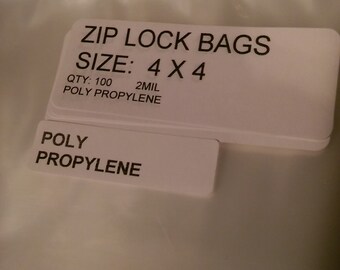 ZIP LOCK BAGS
SIZE: 4 X 4
QTY: 100 2MIL
POLY PROPYLENE
POLY
PROPYLENE